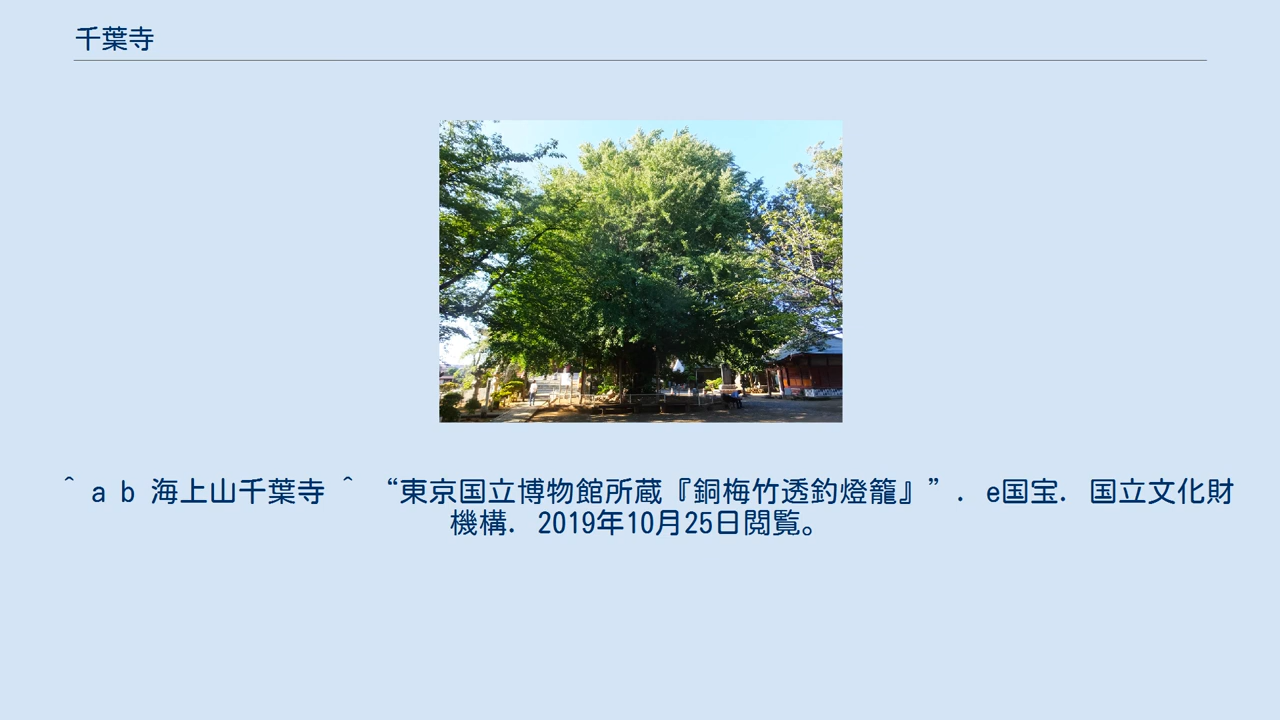 千葉寺
^ a b 海上山千葉寺 ^ “東京国立博物館所蔵『銅梅竹透釣燈籠』”. e国宝. 国立文化財
機構. 2019年10月25日閲覧。